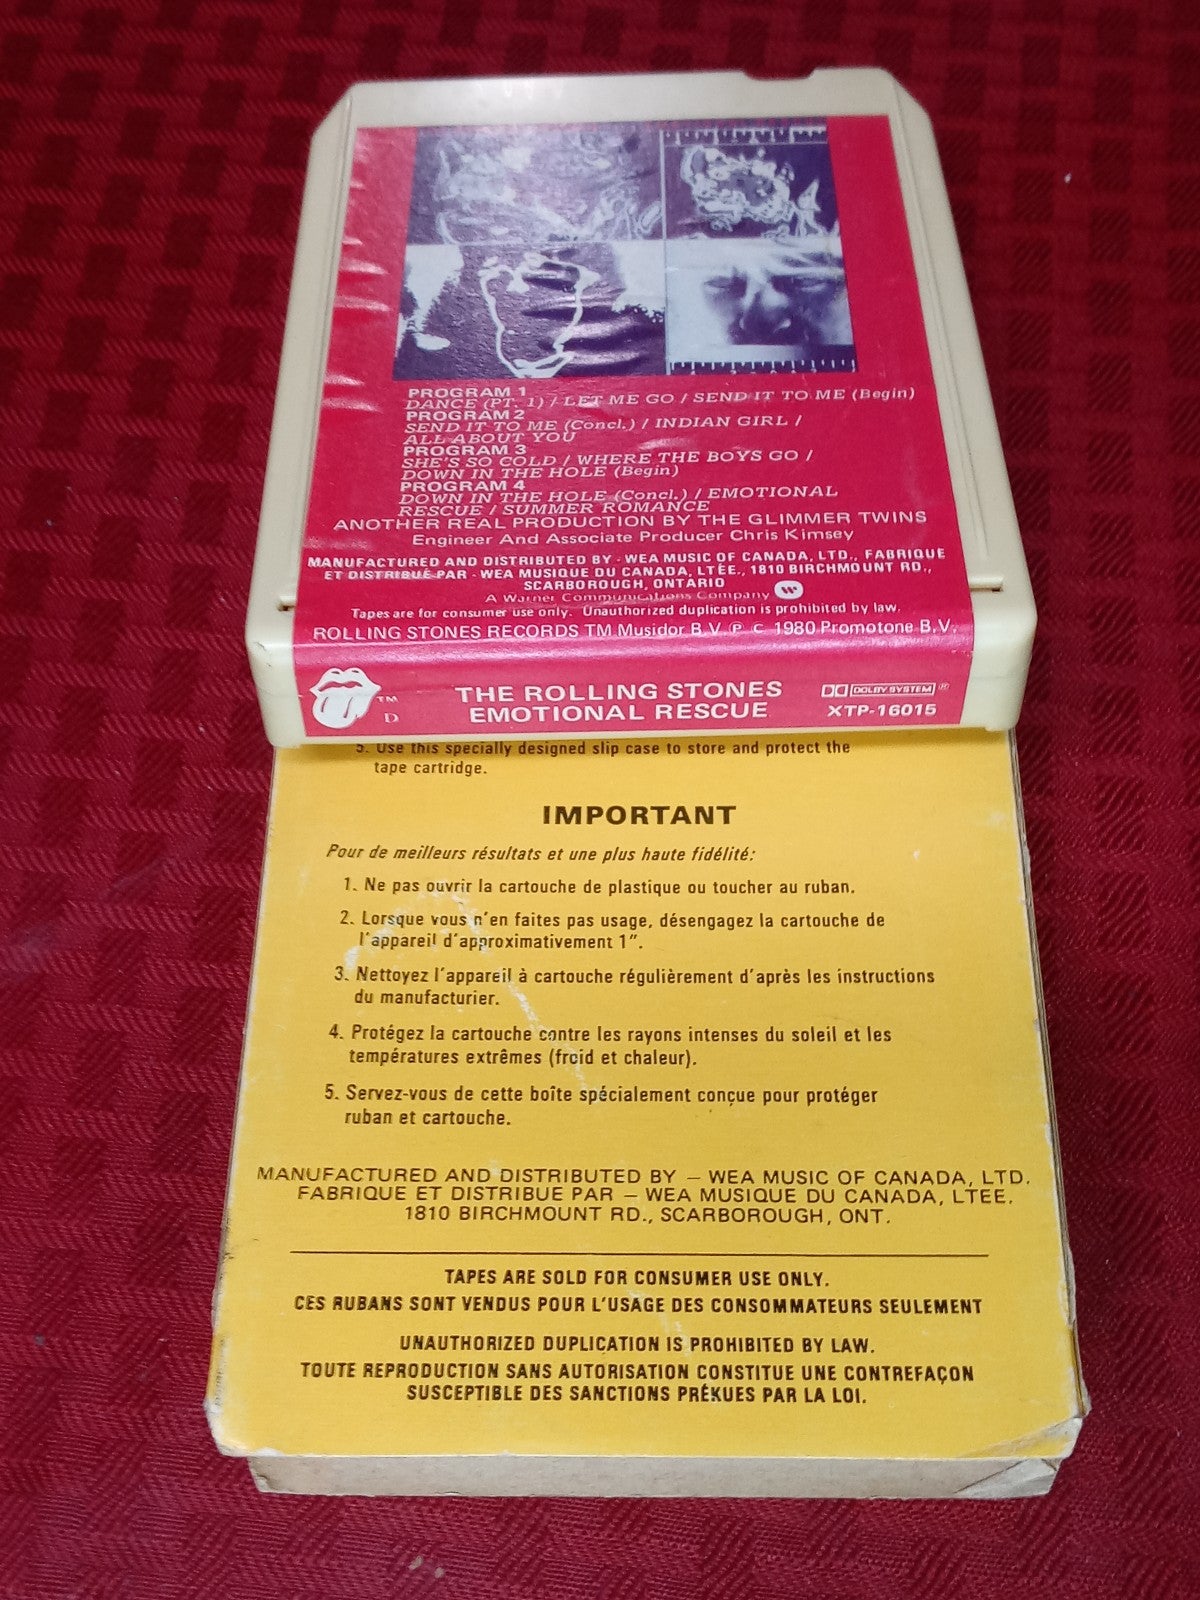 PROGRAM 1
DANCE (PT. 1) / LET ME GO / SEND IT TO ME (Begin)
PROGRAM 2
SEND IT TO ME (Concl.) / INDIAN GIRL /
ALL ABOUT YOU
PROGRAM 3
SHE'S SO COLD / WHERE THE BOYS GO /
DOWN IN THE HOLE (Begin)
PROGRAM 4
DOWN IN THE HOLE (Concl.) / EMOTIONAL
RESCUE / SUMMER ROMANCE
ANOTHER REAL PRODUCTION BY THE GLIMMER TWINS
Engineer And Associate Producer Chris Kimsey
MANUFACTURED AND DISTRIBUTED BY - WEA MUSIC OF CANADA, LTD., FABRIQUE
ET DISTRIBUÉ PAR - WEA MUSIQUE DU CANADA, LTÉE., 1810 BIRCHMOUNT RD.,
SCARBOROUGH, ONTARIO
A Warner Communications Company
Tapes are for consumer use only. Unauthorized duplication is prohibited by law.
ROLLING STONES RECORDS TM Musidor B.V. ℗ © 1980 Promotone B.V.
TM
D
THE ROLLING STONES
EMOTIONAL RESCUE
DOLBY SYSTEM ®
XTP-16015
5. Use this specially designed slip case to store and protect the
tape cartridge.
IMPORTANT
Pour de meilleurs résultats et une plus haute fidélité:
1. Ne pas ouvrir la cartouche de plastique ou toucher au ruban.
2. Lorsque vous n'en faites pas usage, désengagez la cartouche de
l'appareil d'approximativement 1".
3. Nettoyez l'appareil à cartouche régulièrement d'après les instructions
du manufacturier.
4. Protégez la cartouche contre les rayons intenses du soleil et les
températures extrêmes (froid et chaleur).
5. Servez-vous de cette boîte spécialement conçue pour protéger
ruban et cartouche.
MANUFACTURED AND DISTRIBUTED BY — WEA MUSIC OF CANADA, LTD.
FABRIQUE ET DISTRIBUE PAR — WEA MUSIQUE DU CANADA, LTEE.
1810 BIRCHMOUNT RD., SCARBOROUGH, ONT.
TAPES ARE SOLD FOR CONSUMER USE ONLY.
CES RUBANS SONT VENDUS POUR L'USAGE DES CONSOMMATEURS SEULEMENT
UNAUTHORIZED DUPLICATION IS PROHIBITED BY LAW.
TOUTE REPRODUCTION SANS AUTORISATION CONSTITUE UNE CONTREFAÇON
SUSCEPTIBLE DES SANCTIONS PRÉKUES PAR LA LOI.